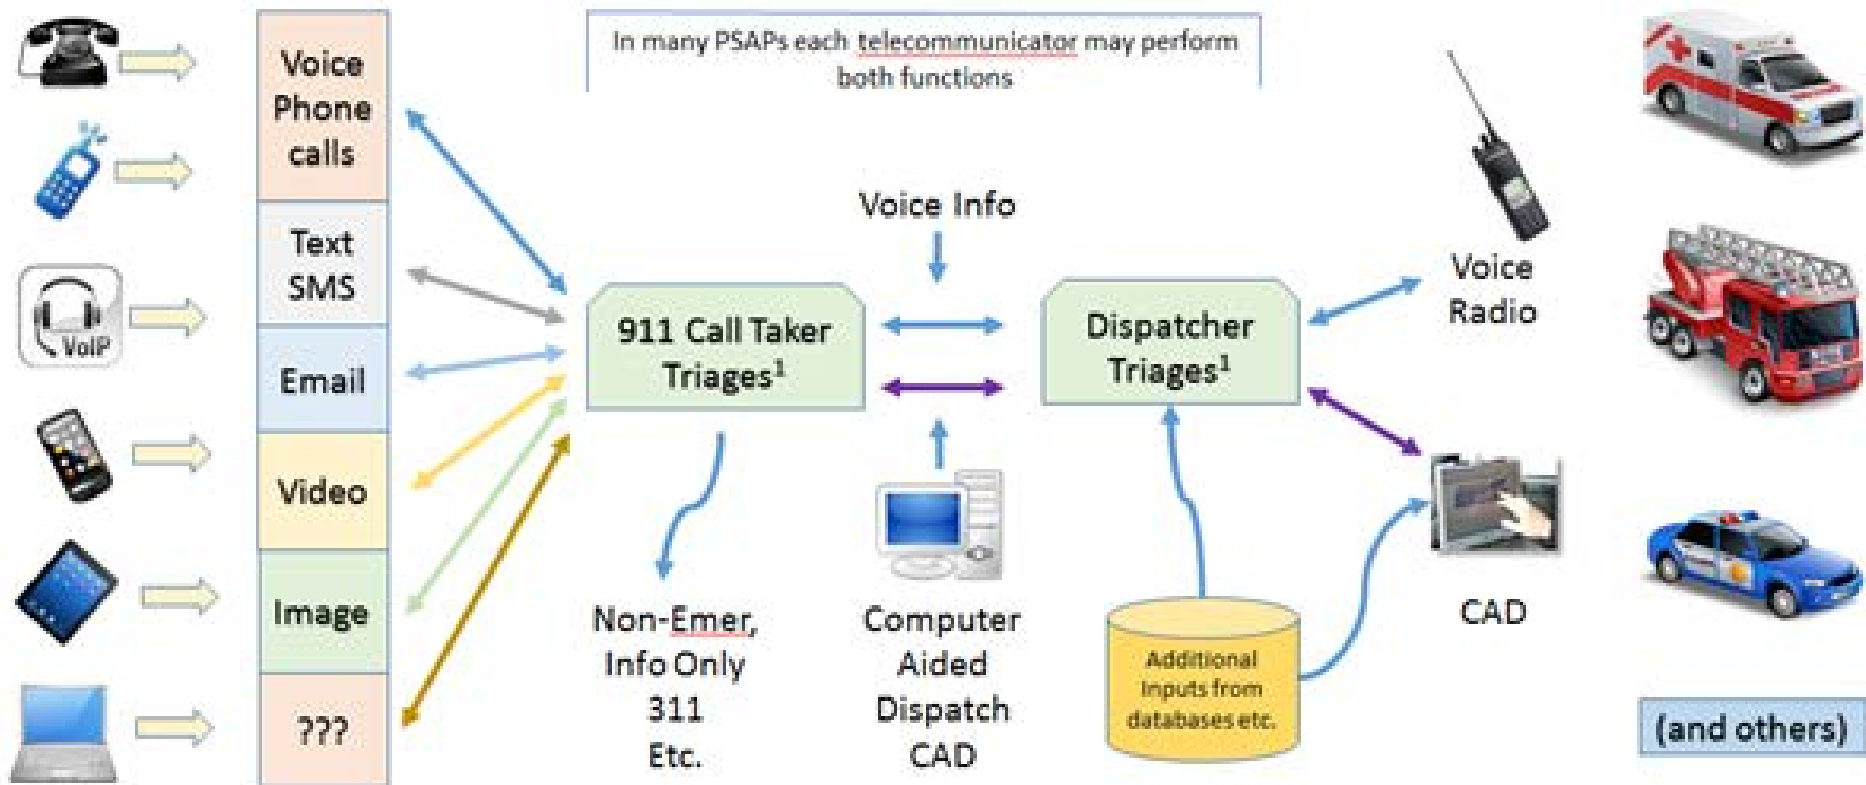 In many PSAPs each telecommunicator may perform
both functions
Voice
Phone
calls
Text
SMS
Email
Video
Image
???
VoIP
911 Call Taker
Triages¹
Voice Info
Dispatcher
Triages¹
Voice
Radio
Non-Emer,
Info Only
311
Etc.
Computer
Aided
Dispatch
CAD
Additional
Inputs from
databases etc.
CAD
(and others)